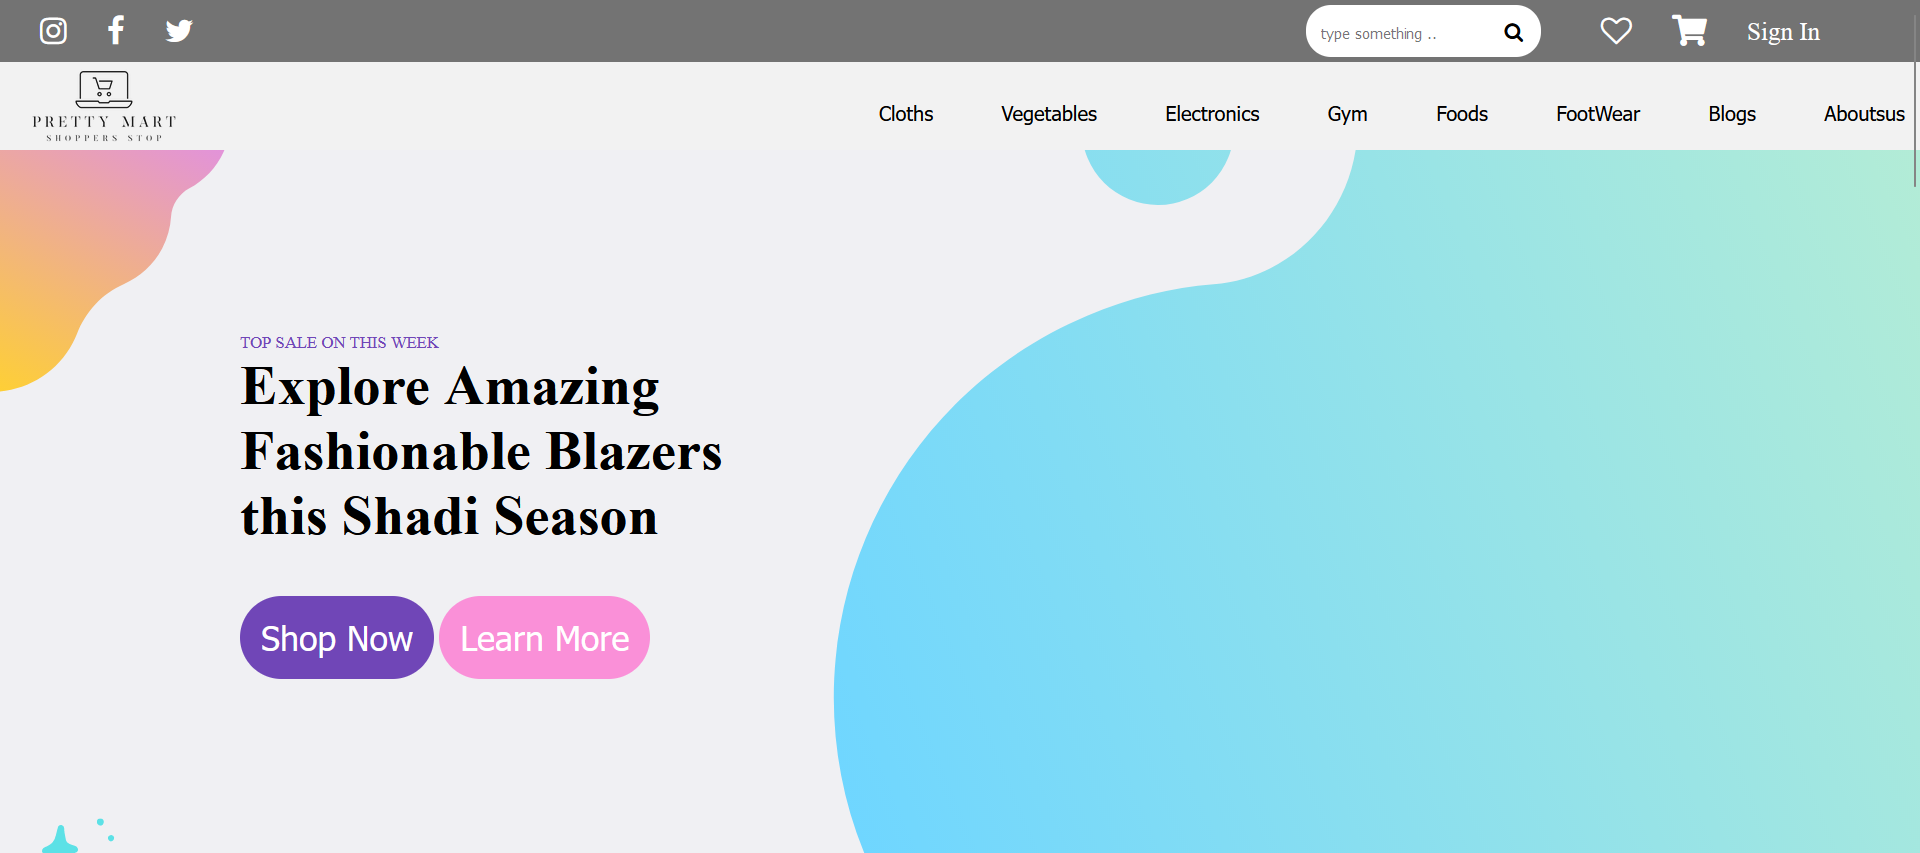 type something ..
Sign In
PRETTY MART
SHOPPERS STOP
Cloths Vegetables Electronics Gym Foods FootWear Blogs Aboutsus
TOP SALE ON THIS WEEK
Explore Amazing
Fashionable Blazers
this Shadi Season
Shop Now Learn More